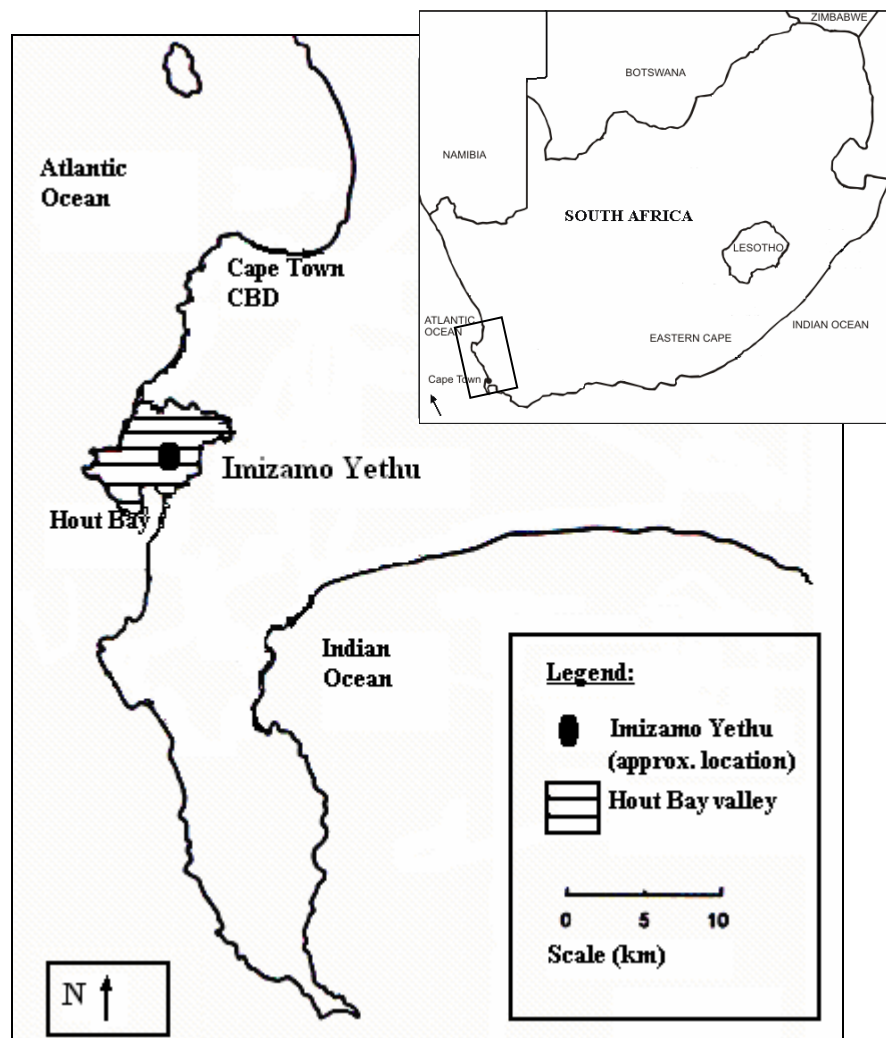 ZIMBABWE
BOTSWANA
NAMIBIA
SOUTH AFRICA
LESOTHO
ATLANTIC
OCEAN
EASTERN CAPE
INDIAN OCEAN
Cape Town
Atlantic
Ocean
Cape Town
CBD
Imizamo Yethu
Hout Bay
Indian
Ocean
Legend:
Imizamo Yethu
(approx. location)
Hout Bay valley
0 5 10
Scale (km)
N